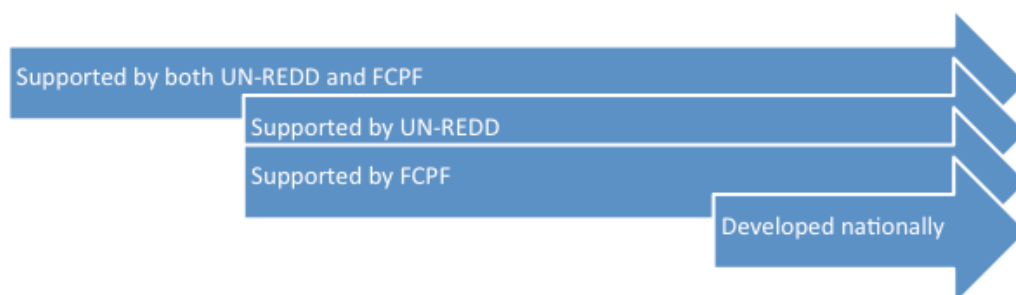 Supported by both UN-REDD and FCPF
Supported by UN-REDD
Supported by FCPF
Developed nationally